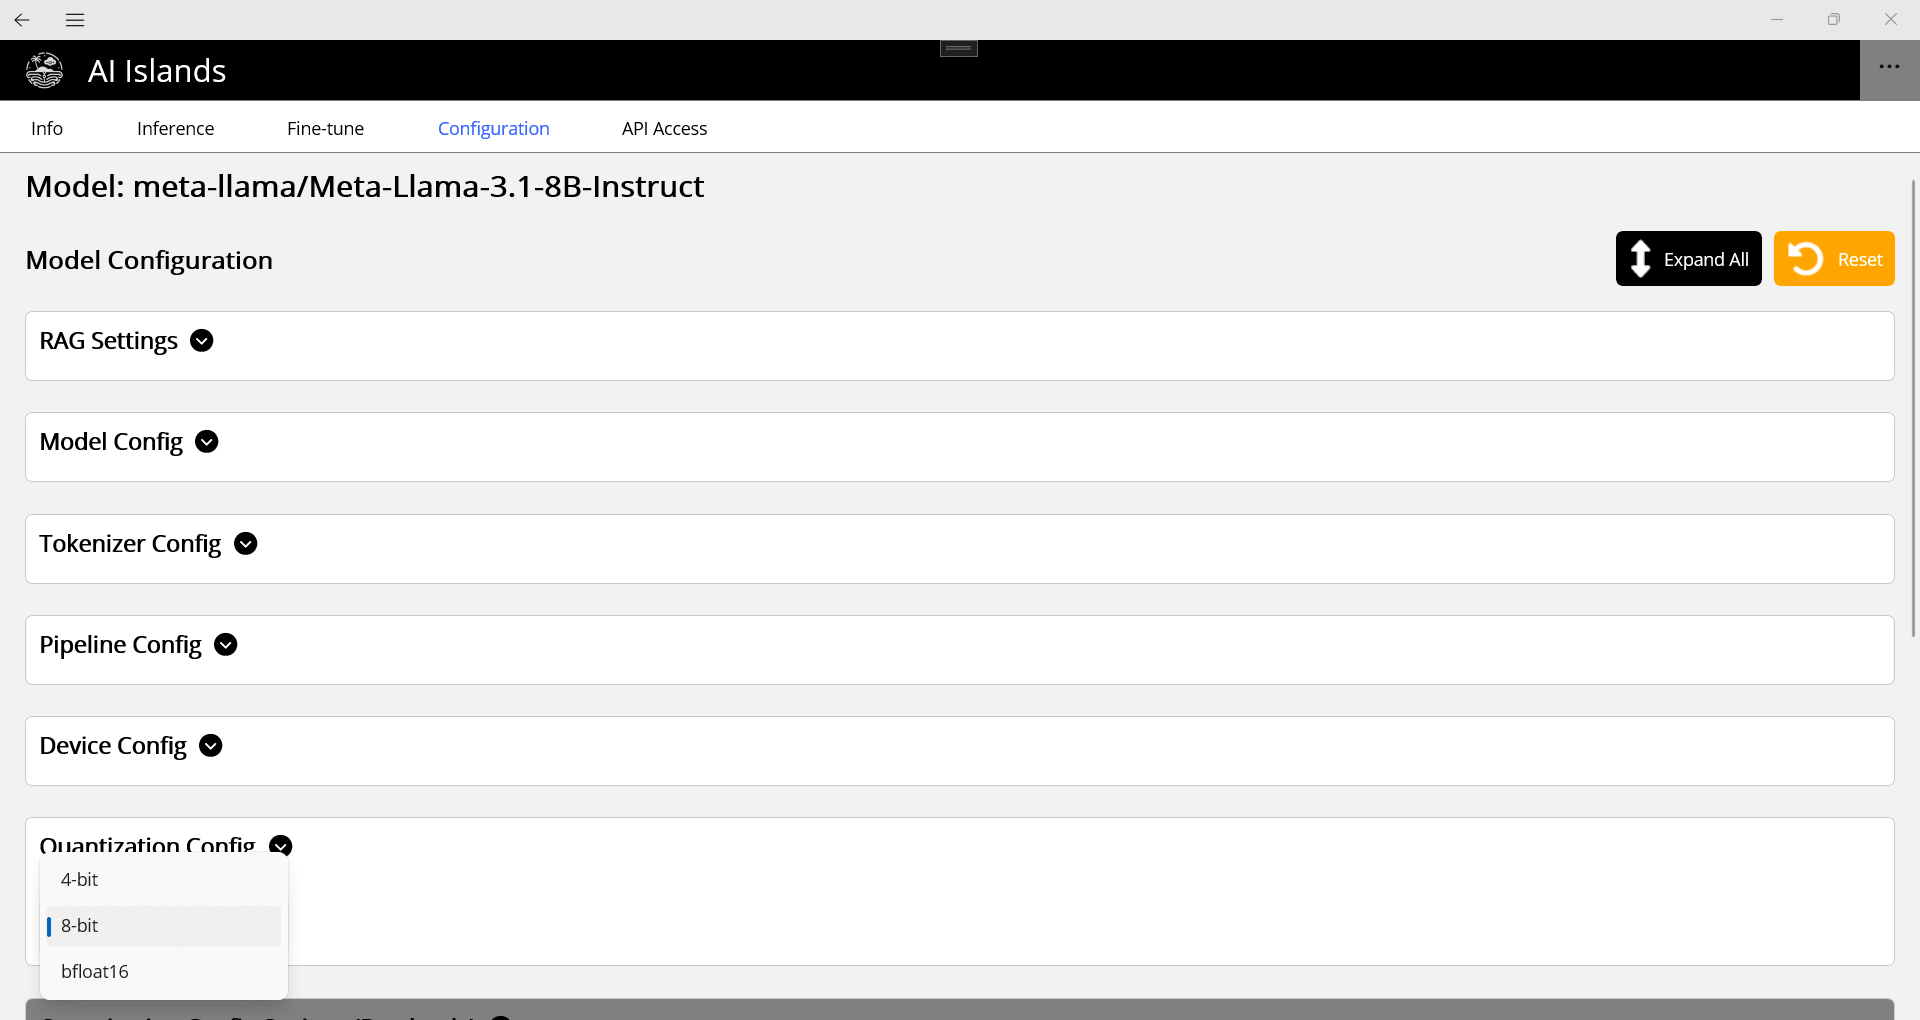 AI Islands
Info Inference Fine-tune Configuration API Access
Model: meta-llama/Meta-Llama-3.1-8B-Instruct
Model Configuration Expand All Reset
RAG Settings
Model Config
Tokenizer Config
Pipeline Config
Device Config
Quantization Config
4-bit
8-bit
bfloat16